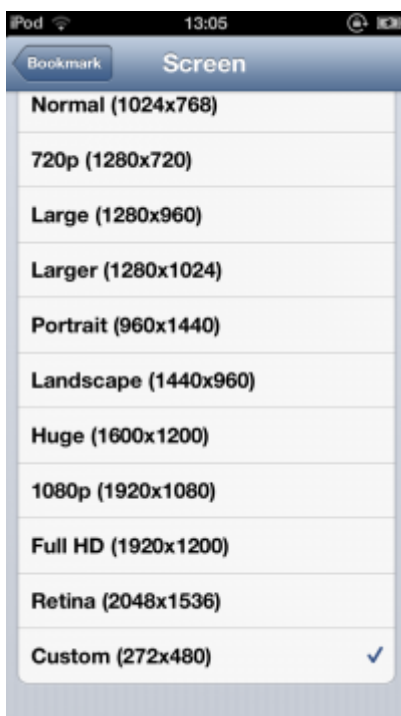 iPod 13:05
Bookmark Screen
Normal (1024x768)
720p (1280x720)
Large (1280x960)
Larger (1280x1024)
Portrait (960x1440)
Landscape (1440x960)
Huge (1600x1200)
1080p (1920x1080)
Full HD (1920x1200)
Retina (2048x1536)
Custom (272x480)